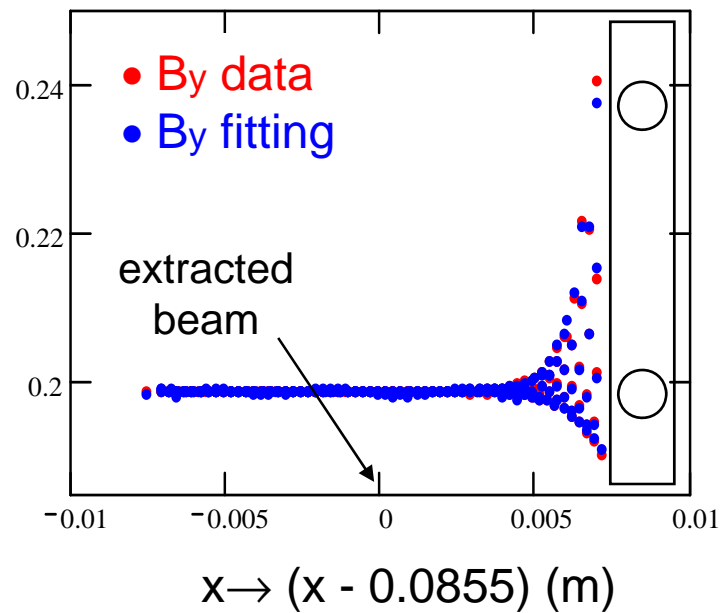 By data
By fitting
0.24
0.22
0.2
extracted
beam
−0.01
−0.005
0
0.005
0.01
x→ (x - 0.0855) (m)